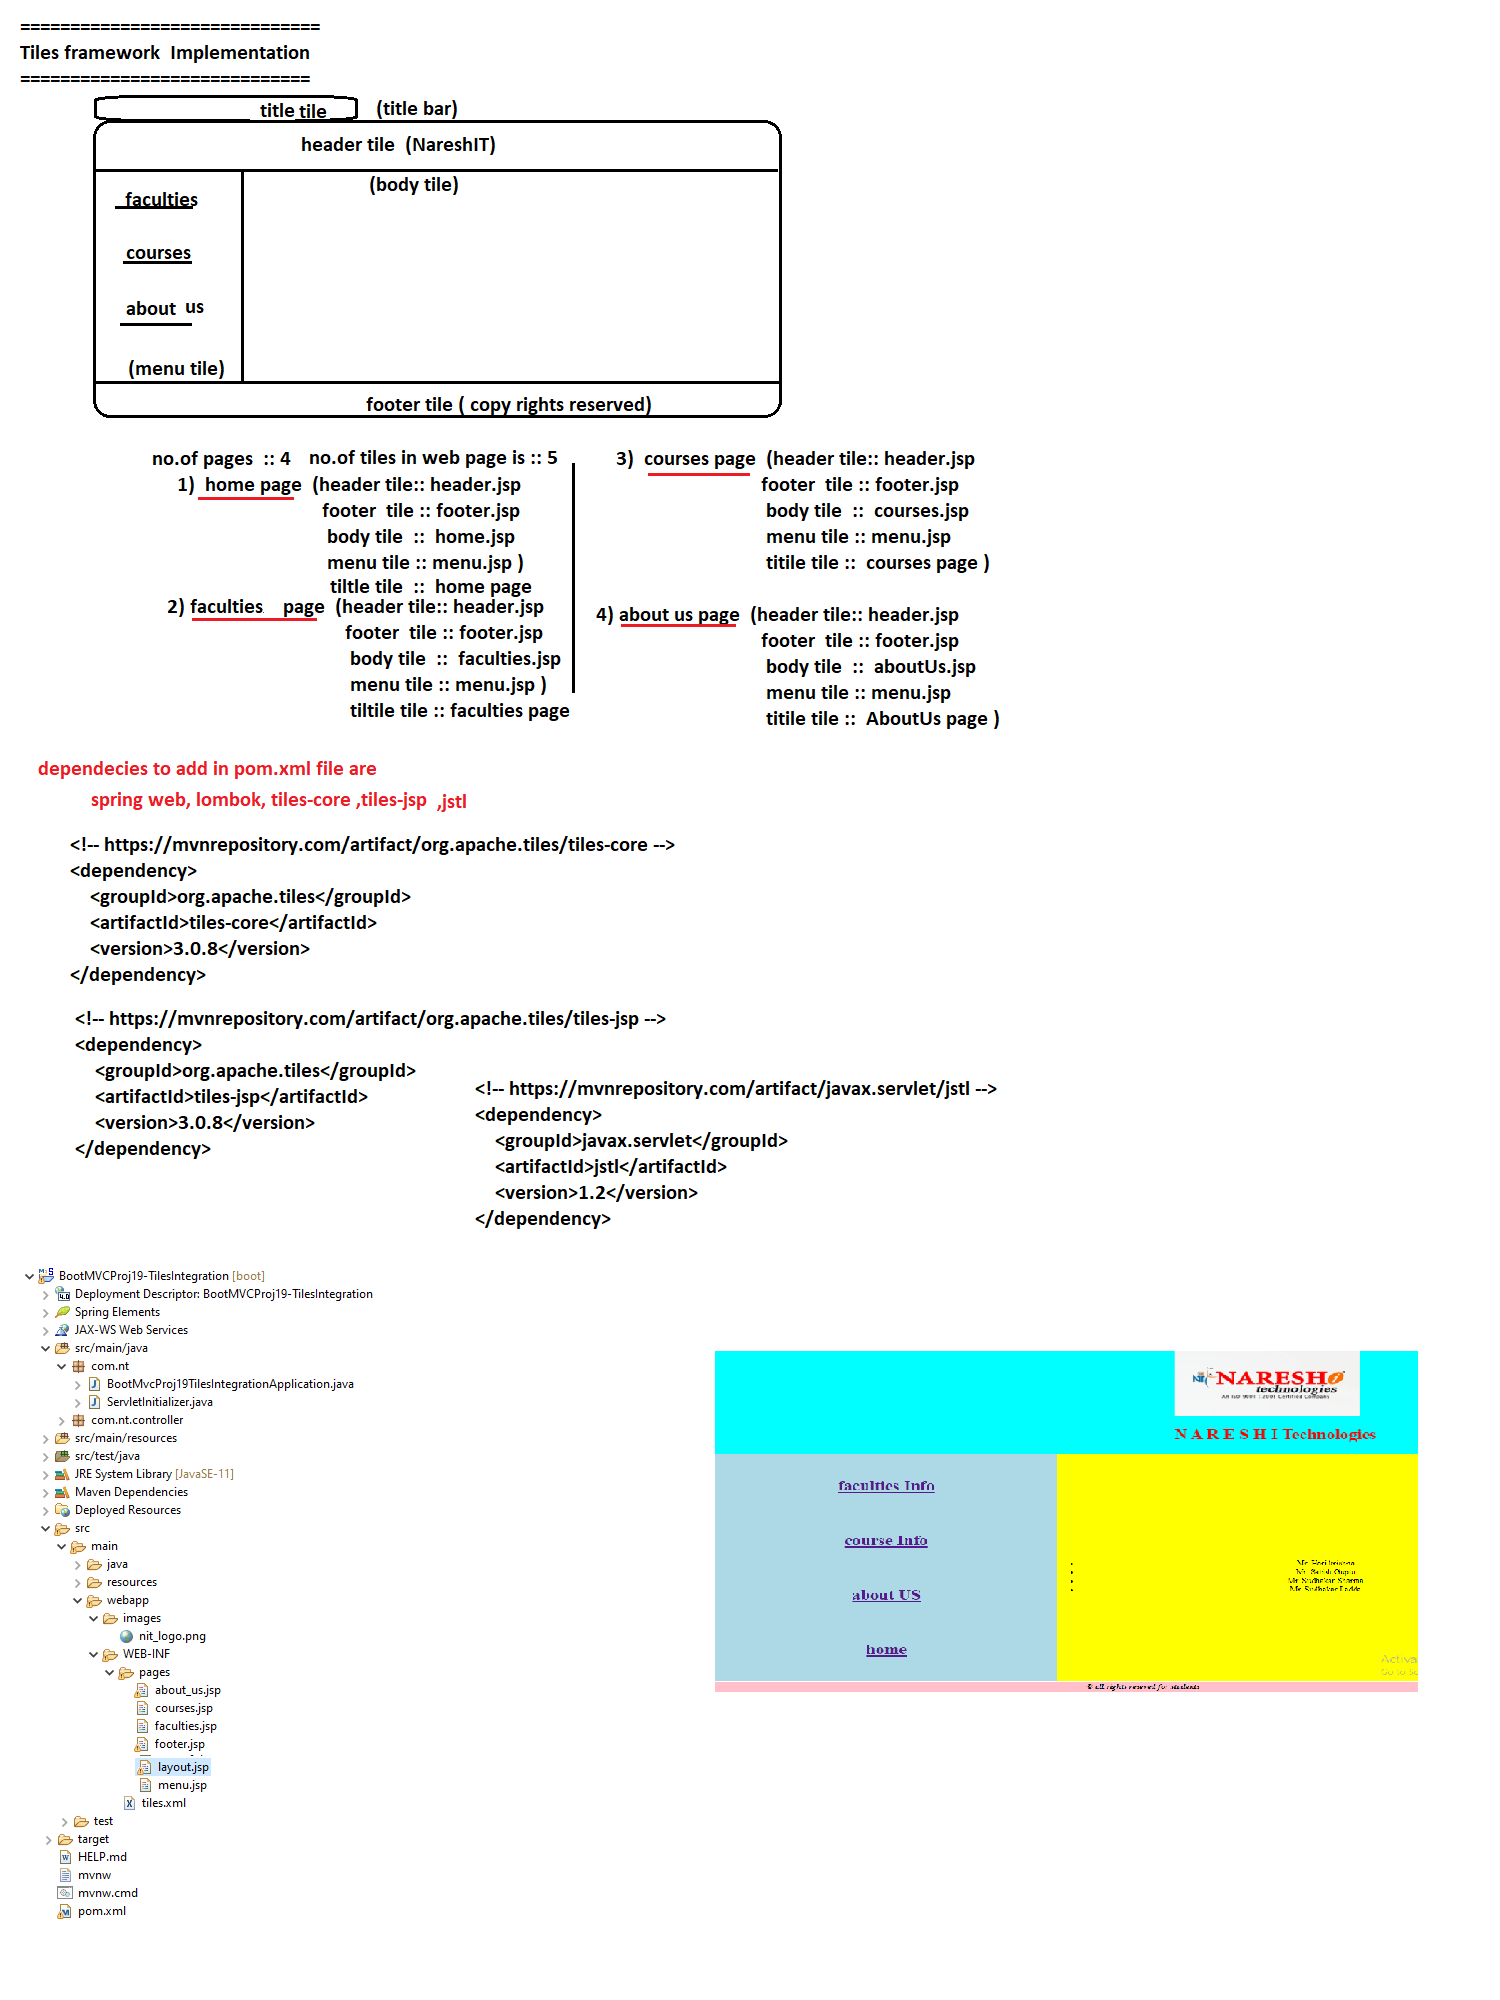 ==============================
Tiles framework  Implementation
=============================
title tile
(title bar)
header tile  (NareshIT)
(body tile)
faculties
courses
about us
(menu tile)
footer tile ( copy rights reserved)
no.of pages  :: 4
no.of tiles in web page is :: 5
1)  home page  (header tile:: header.jsp
footer  tile :: footer.jsp
body tile  ::  home.jsp
menu tile :: menu.jsp )
tiltle tile  ::  home page
2) faculties    page  (header tile:: header.jsp
footer  tile :: footer.jsp
body tile  ::  faculties.jsp
menu tile :: menu.jsp )
tiltile tile :: faculties page
3)  courses page  (header tile:: header.jsp
footer  tile :: footer.jsp
body tile  ::  courses.jsp
menu tile :: menu.jsp
titile tile ::  courses page )
4) about us page  (header tile:: header.jsp
footer  tile :: footer.jsp
body tile  ::  aboutUs.jsp
menu tile :: menu.jsp
titile tile ::  AboutUs page )
dependecies to add in pom.xml file are
spring web, lombok, tiles-core ,tiles-jsp  ,jstl
<!-- https://mvnrepository.com/artifact/org.apache.tiles/tiles-core -->
<dependency>
<groupId>org.apache.tiles</groupId>
<artifactId>tiles-core</artifactId>
<version>3.0.8</version>
</dependency>
<!-- https://mvnrepository.com/artifact/org.apache.tiles/tiles-jsp -->
<dependency>
<groupId>org.apache.tiles</groupId>
<artifactId>tiles-jsp</artifactId>
<version>3.0.8</version>
</dependency>
<!-- https://mvnrepository.com/artifact/javax.servlet/jstl -->
<dependency>
<groupId>javax.servlet</groupId>
<artifactId>jstl</artifactId>
<version>1.2</version>
</dependency>
BootMVCProj19-TilesIntegration [boot]
Deployment Descriptor: BootMVCProj19-TilesIntegration
Spring Elements
JAX-WS Web Services
src/main/java
com.nt
BootMvcProj19TilesIntegrationApplication.java
ServletInitializer.java
com.nt.controller
src/main/resources
src/test/java
JRE System Library [JavaSE-11]
Maven Dependencies
Deployed Resources
src
main
java
resources
webapp
images
nit_logo.png
WEB-INF
pages
about_us.jsp
courses.jsp
faculties.jsp
footer.jsp
layout.jsp
menu.jsp
tiles.xml
test
target
HELP.md
mvnw
mvnw.cmd
pom.xml
NARESH i
technologies
N A R E S H I Technologies
faculties Info
course Info
about US
home
Mr. Sudhakar Sharma
© all rights reserved for students